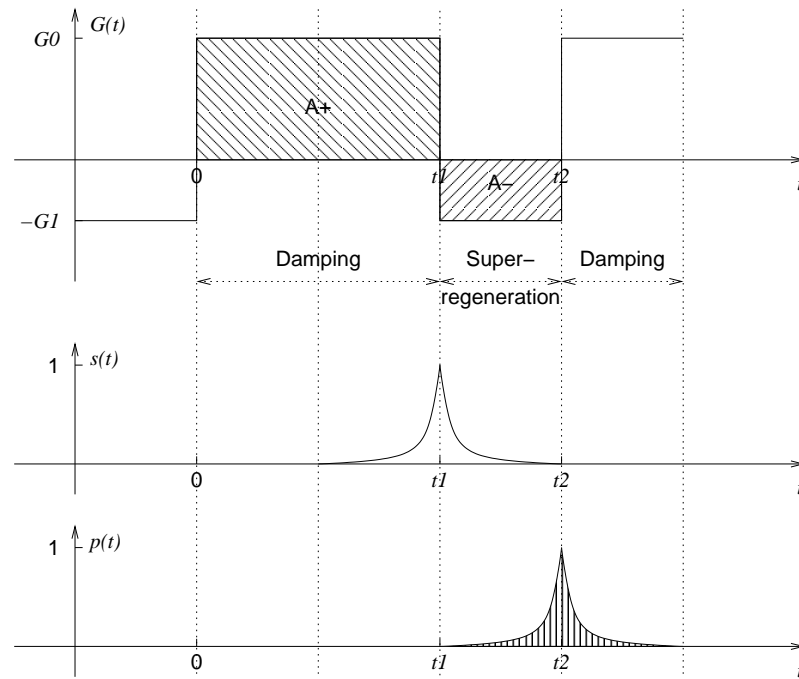 G(t)
G0
A+
0 t1 t2 t
A−
−G1
Damping Super− Damping
regeneration
1 s(t)
0 t1 t2 t
1 p(t)
0 t1 t2 t